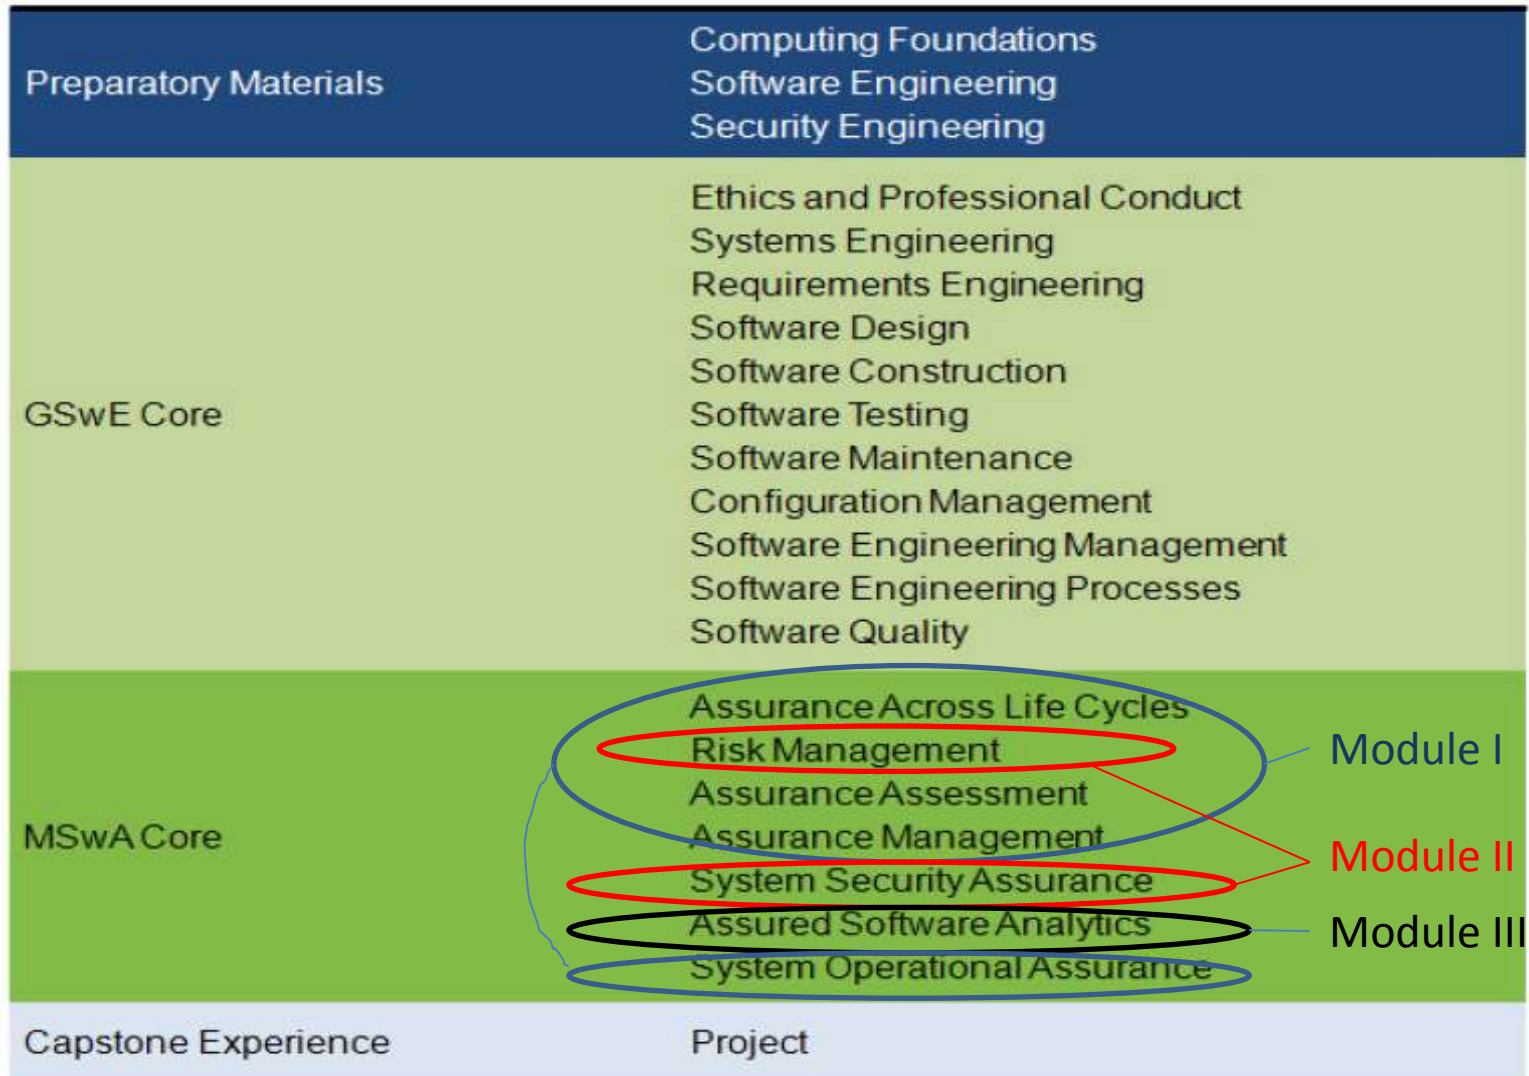 Preparatory Materials
Computing Foundations
Software Engineering
Security Engineering
GSwE Core
Ethics and Professional Conduct
Systems Engineering
Requirements Engineering
Software Design
Software Construction
Software Testing
Software Maintenance
Configuration Management
Software Engineering Management
Software Engineering Processes
Software Quality
MSwA Core
Assurance Across Life Cycles
Risk Management
Assurance Assessment
Assurance Management
System Security Assurance
Assured Software Analytics
System Operational Assurance
Module I
Module II
Module III
Capstone Experience
Project